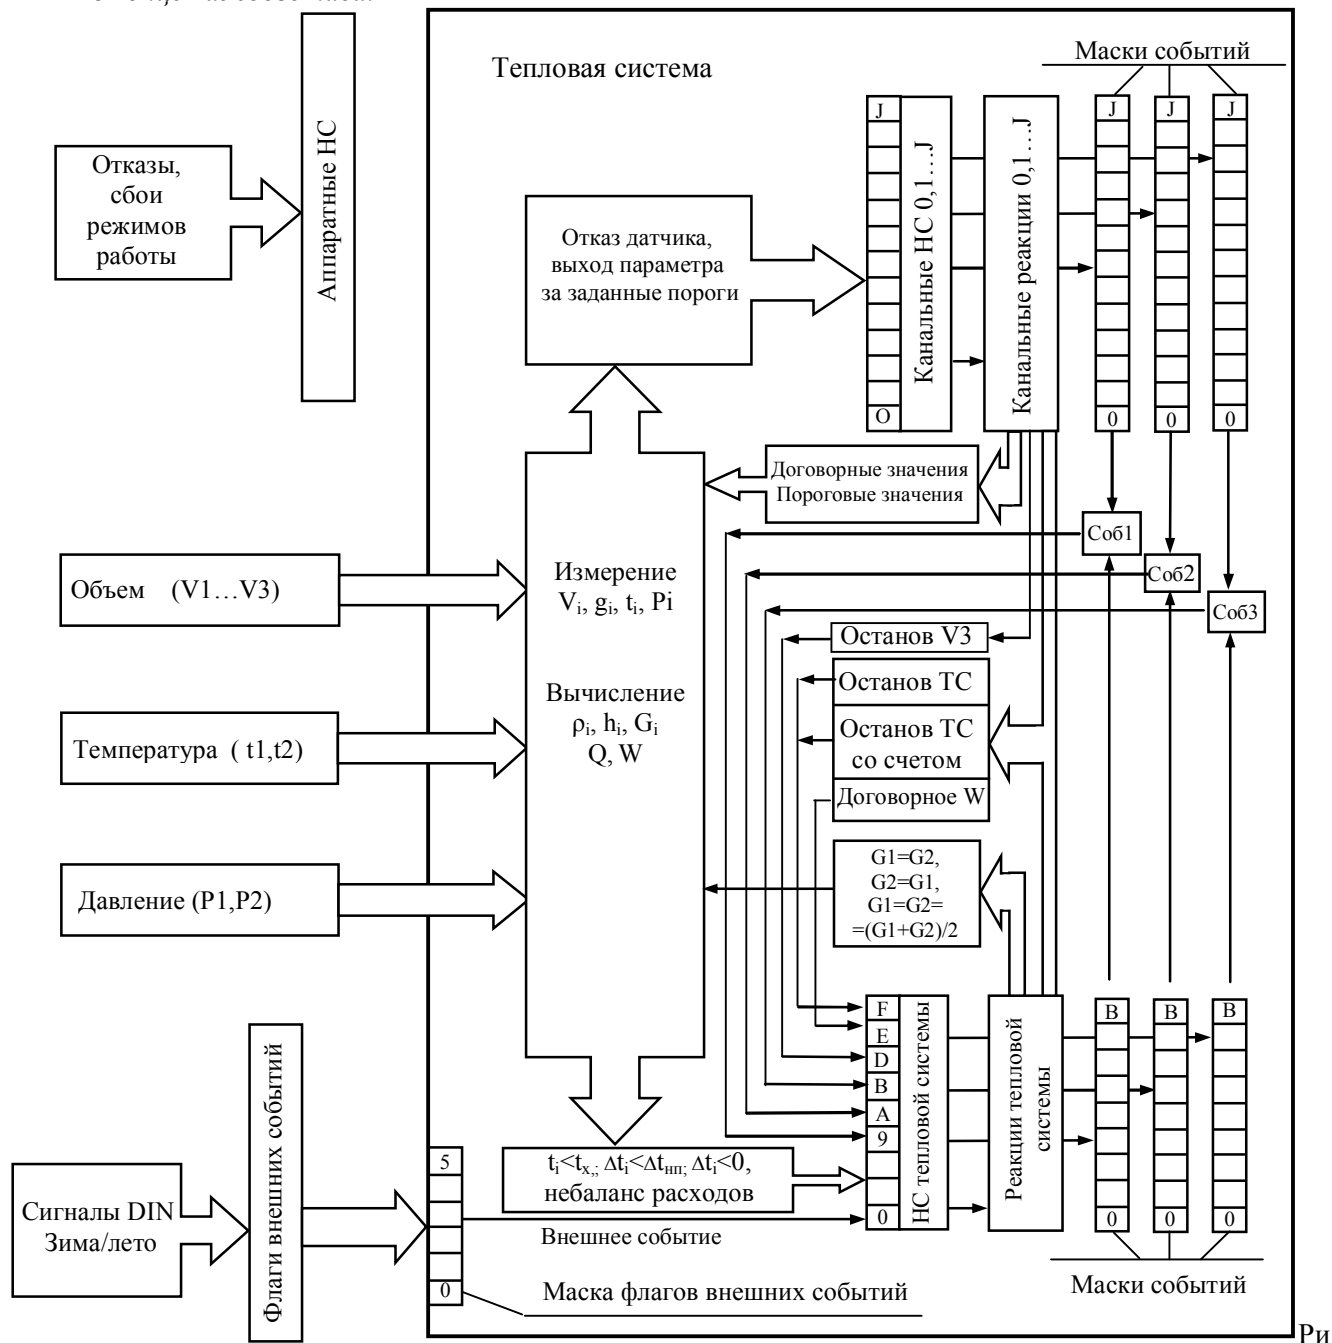 Тепловая система
Маски событий
Отказы,
сбои
режимов
работы
Аппаратные НС
Отказ датчика,
выход параметра
за заданные пороги
J
О
Канальные НС 0,1…J
Канальные реакции 0,1…J
J
J
J
0
0
0
Договорные значения
Пороговые значения
Соб1
Соб2
Соб3
Объем (V1…V3)
Измерение
Vi, gi, ti, Pi
Вычисление
ρi, hi, Gi
Q, W
Температура ( t1,t2)
Давление (P1,P2)
Останов V3
Останов ТС
Останов ТС
со счетом
Договорное W
G1=G2,
G2=G1,
G1=G2=
=(G1+G2)/2
F
E
D
B
A
9
0
НС тепловой системы
Реакции тепловой
системы
B
B
B
0
0
0
Маски событий
ti<tх,; Δti<Δtнп; Δti<0,
небаланс расходов
Внешнее событие
Сигналы DIN
Зима/лето
Флаги внешних событий
5
0
Маска флагов внешних событий
Ри